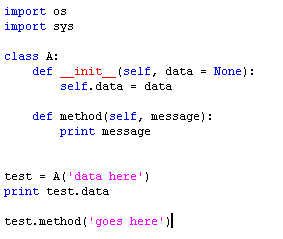 import os
import sys

class A:
    def __init__(self, data = None):
        self.data = data

    def method(self, message):
        print message


test = A('data here')
print test.data

test.method('goes here')